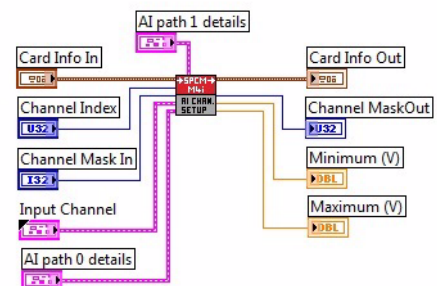 AI path 1 details
Card Info In
Card Info Out
SPCM
M4i
AI CHAN.
SETUP
Channel Index
U32
Channel MaskOut
U32
Channel Mask In
I32
Minimum (V)
DBL
Input Channel
Maximum (V)
DBL
AI path 0 details